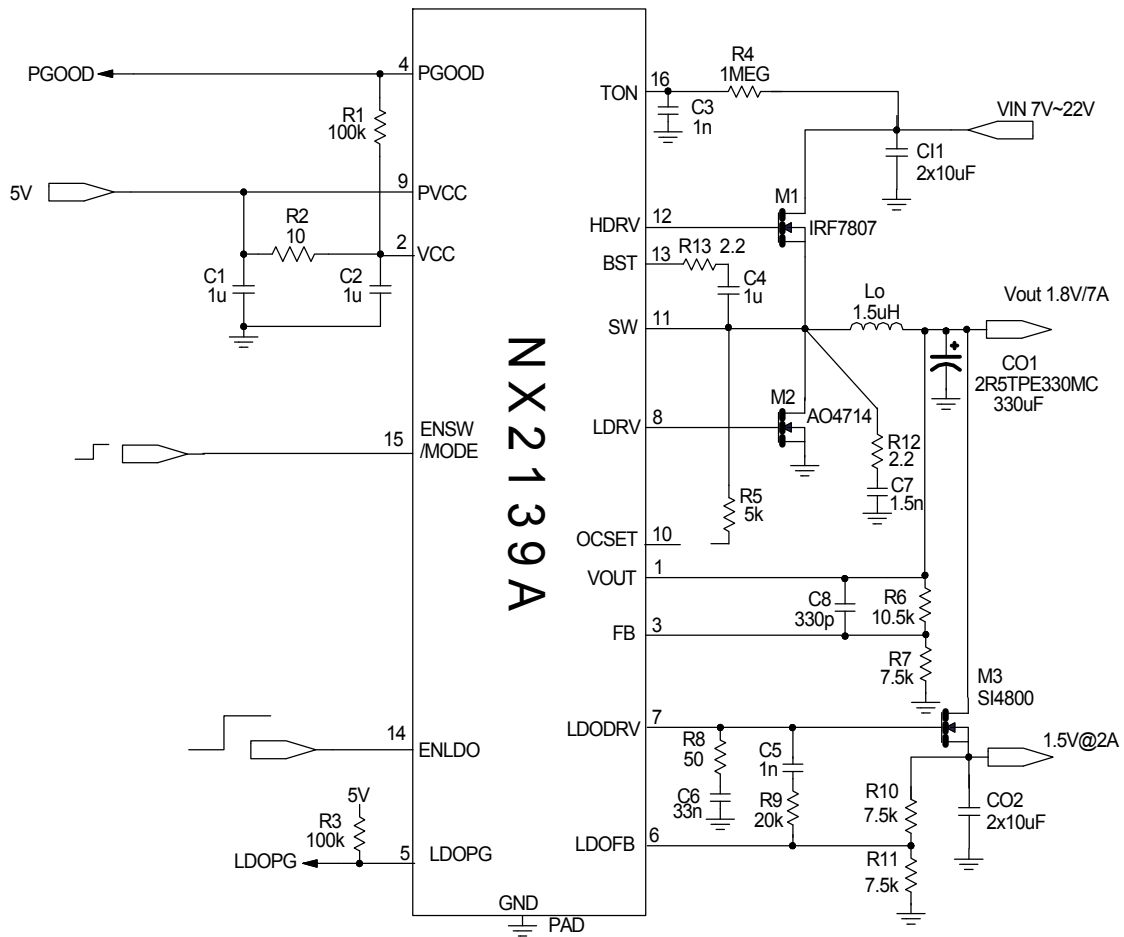 R4
1MEG
4
PGOOD
PGOOD
16
TON
R1
100k
C3
1n
VIN 7V~22V
CI1
2x10uF
5V
9
PVCC
M1
IRF7807
R2
10
HDRV
12
2
VCC
BST
13
R13 2.2
C1
1u
C2
1u
C4
1u
Lo
1.5uH
Vout 1.8V/7A
SW
11
NX2139A
CO1
2R5TPE330MC
330uF
M2
AO4714
LDRV
8
15
ENSW
/MODE
R12
2.2
C7
1.5n
R5
5k
OCSET
10
VOUT
1
C8
330p
R6
10.5k
FB
3
R7
7.5k
M3
SI4800
LDODRV
7
14
ENLDO
R8
50
C5
1n
1.5V@2A
C6
33n
R9
20k
R10
7.5k
CO2
2x10uF
5V
R3
100k
LDOFB
6
LDOPG
5
LDOPG
R11
7.5k
GND
PAD